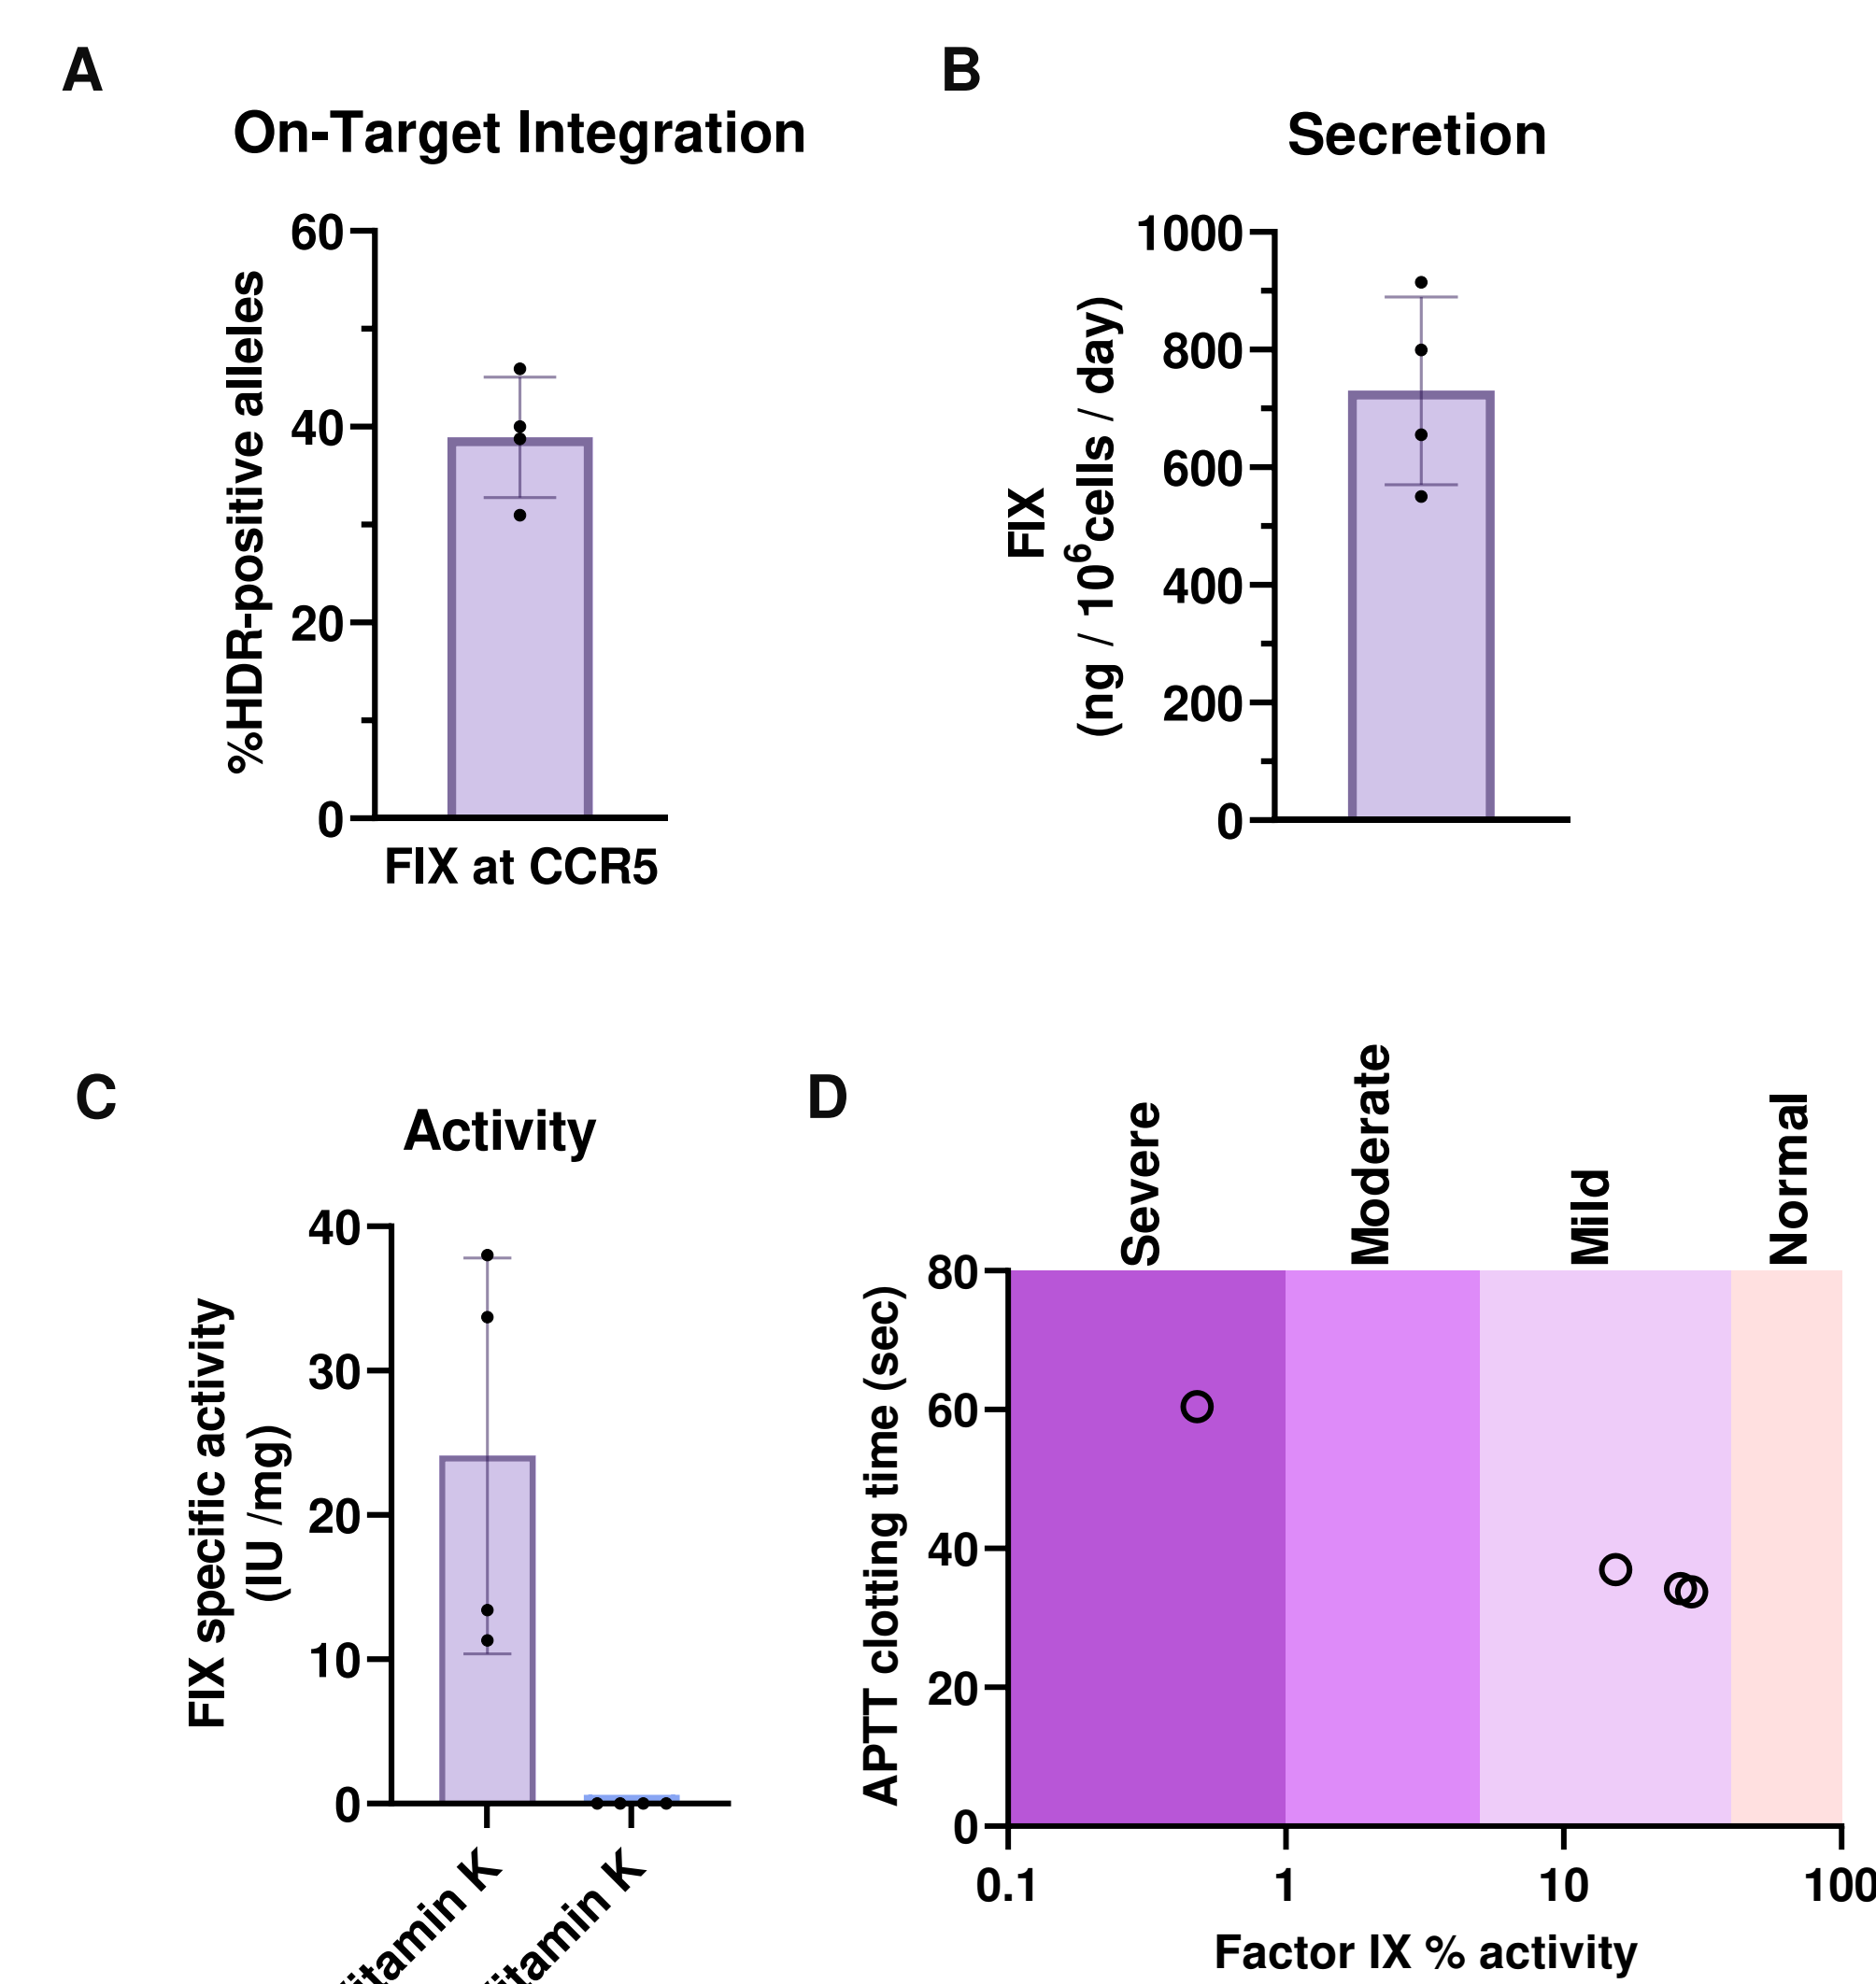 A
On-Target Integration
60
40
20
0
%HDR-positive alleles
FIX at CCR5
B
Secretion
1000
800
600
400
200
0
FIX
(ng / 10⁶cells / day)
C
Activity
40
30
20
10
0
FIX specific activity
(IU /mg)
itamin K
itamin K
D
Severe
Moderate
Mild
Normal
80
60
40
20
0
APTT clotting time (sec)
0.1
1
10
100
Factor IX % activity